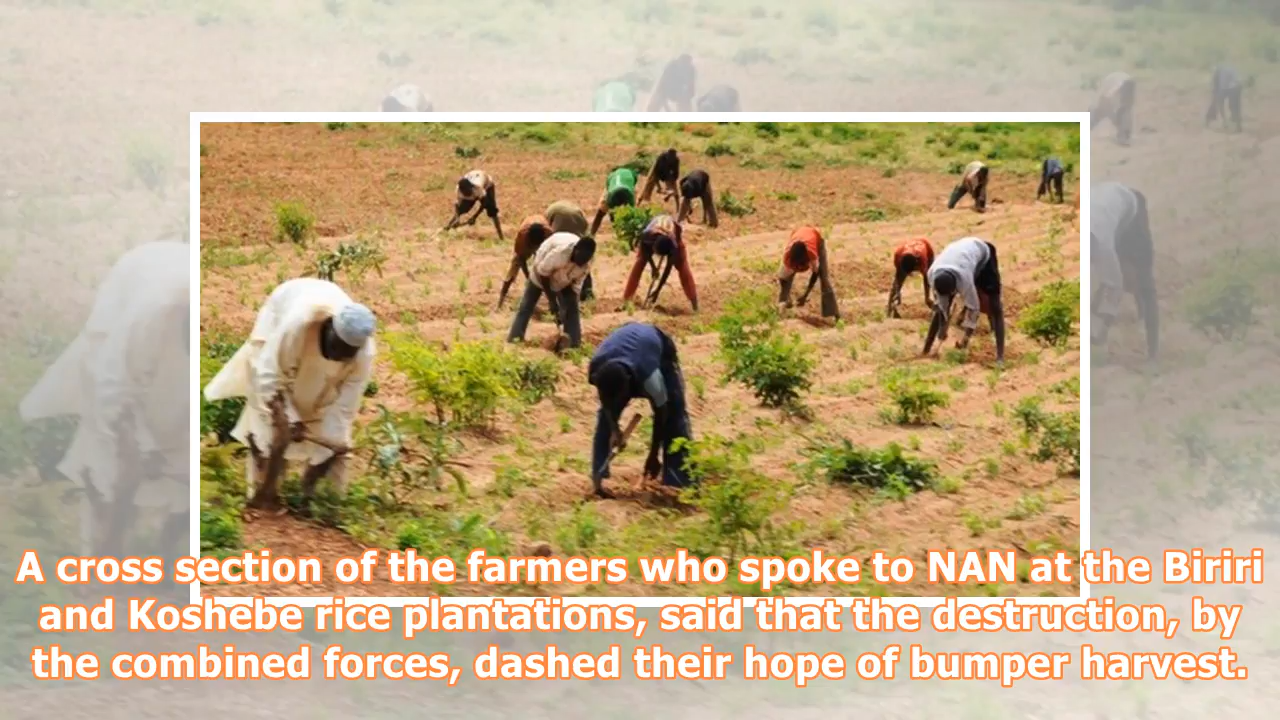 A cross section of the farmers who spoke to NAN at the Biriri
and Koshebe rice plantations, said that the destruction, by
the combined forces, dashed their hope of bumper harvest.